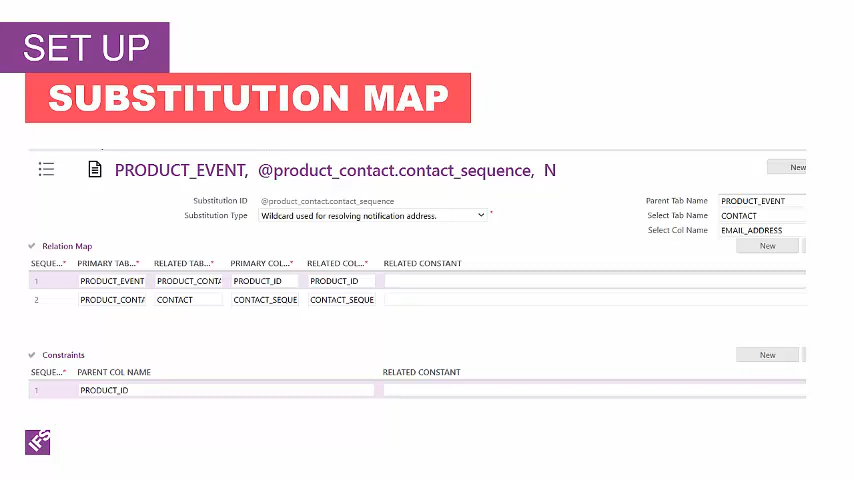 SET UP
SUBSTITUTION MAP
PRODUCT_EVENT, @product_contact.contact_sequence, N
New
Substitution ID @product_contact.contact_sequence
Substitution Type Wildcard used for resolving notification address. *
Parent Tab Name PRODUCT_EVENT
Select Tab Name CONTACT
Select Col Name EMAIL_ADDRESS
Relation Map New
SEQUE...* PRIMARY TAB...* RELATED TAB...* PRIMARY COL...* RELATED COL...* RELATED CONSTANT
1 PRODUCT_EVENT PRODUCT_CONTA PRODUCT_ID PRODUCT_ID
2 PRODUCT_CONTA CONTACT CONTACT_SEQUE CONTACT_SEQUE
Constraints New
SEQUE...* PARENT COL NAME RELATED CONSTANT
1 PRODUCT_ID
IFS